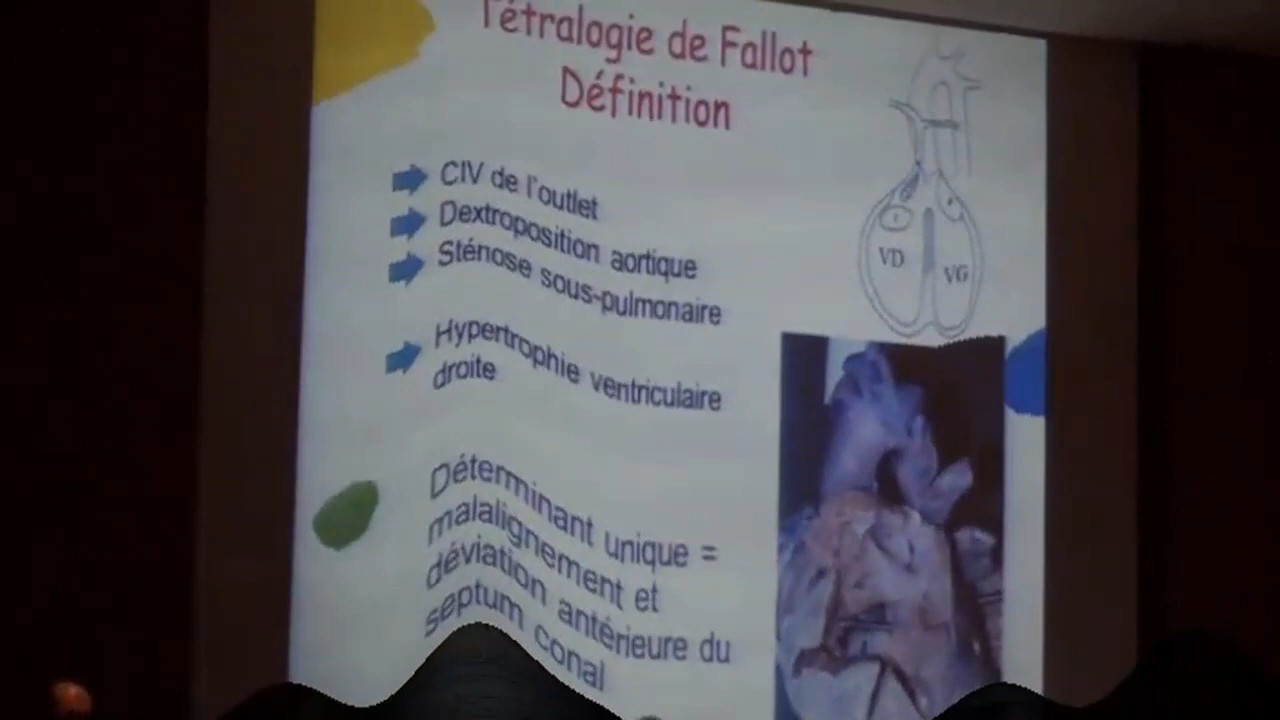 Tétralogie de Fallot
Définition
CIV de l'outlet
Dextroposition aortique
Sténose sous-pulmonaire
Hypertrophie ventriculaire
droite
Déterminant unique =
malalignement et
déviation antérieure du
septum conal
VD
VG